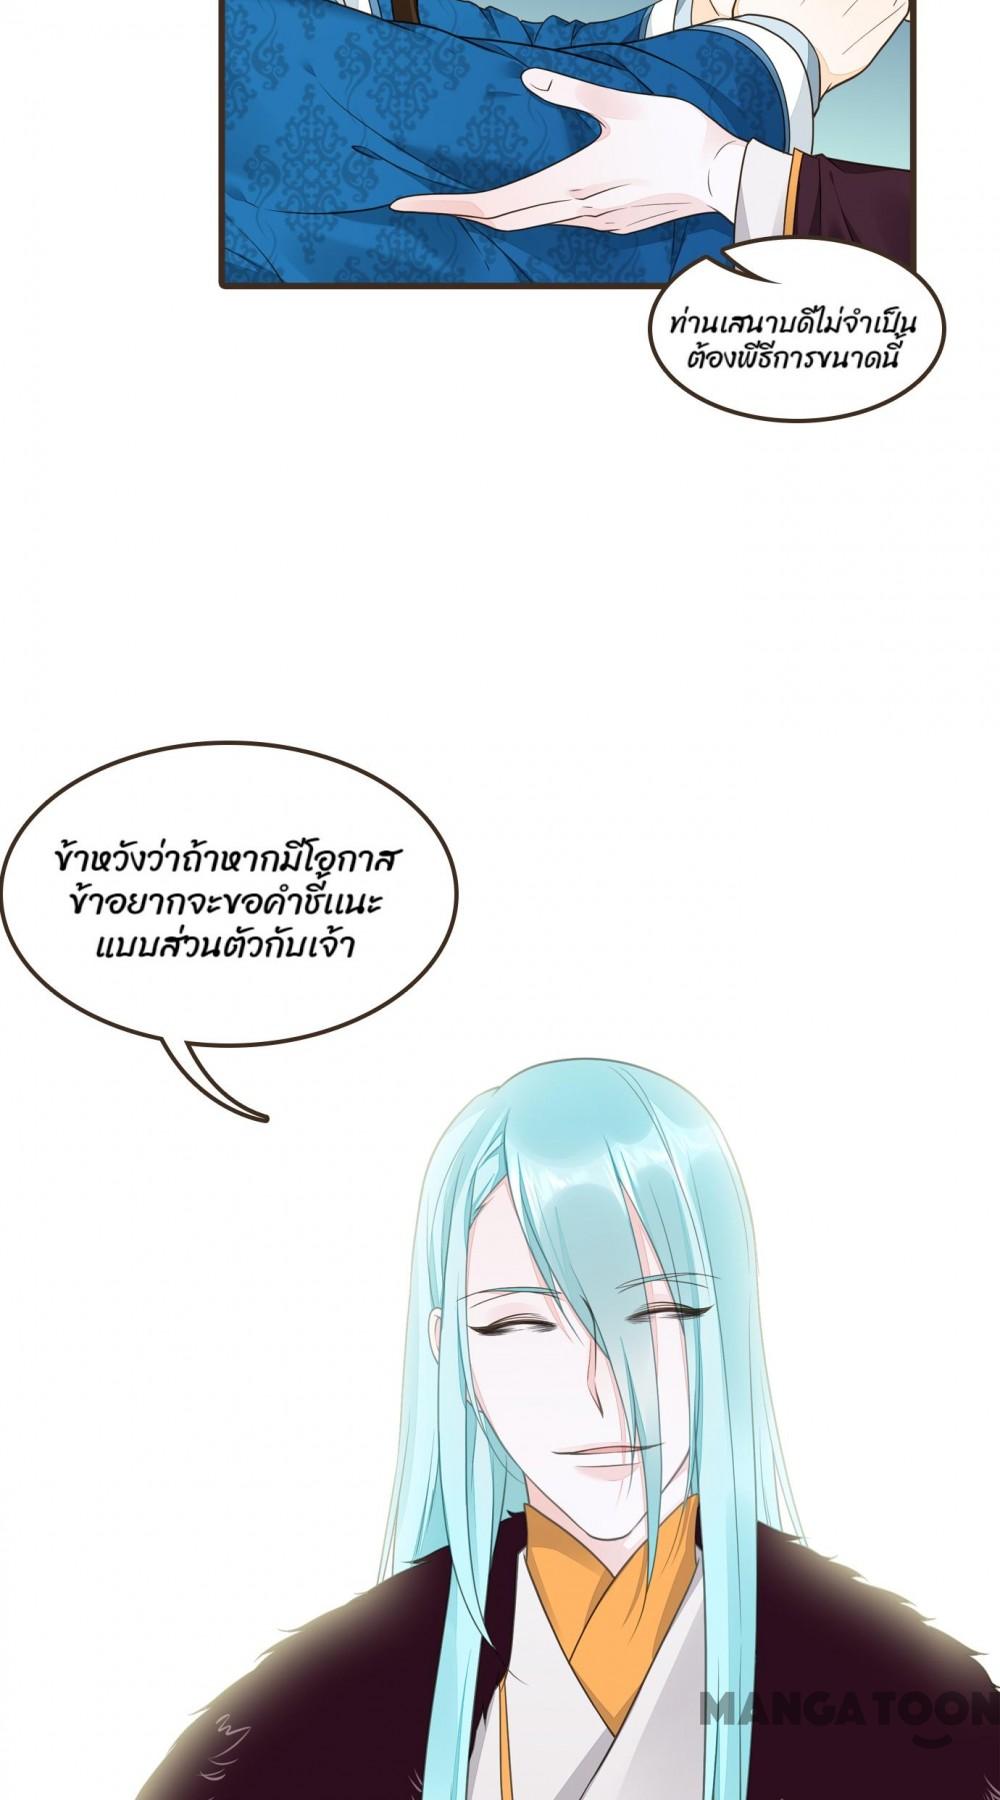 ท่านเสนาบดีไม่จำเป็น
ต้องพิธีการขนาดนี้
ข้าหวังว่าถ้าหากมีโอกาส
ข้าอยากจะขอคำชี้แนะ
แบบส่วนตัวกับเจ้า
MANGATOON